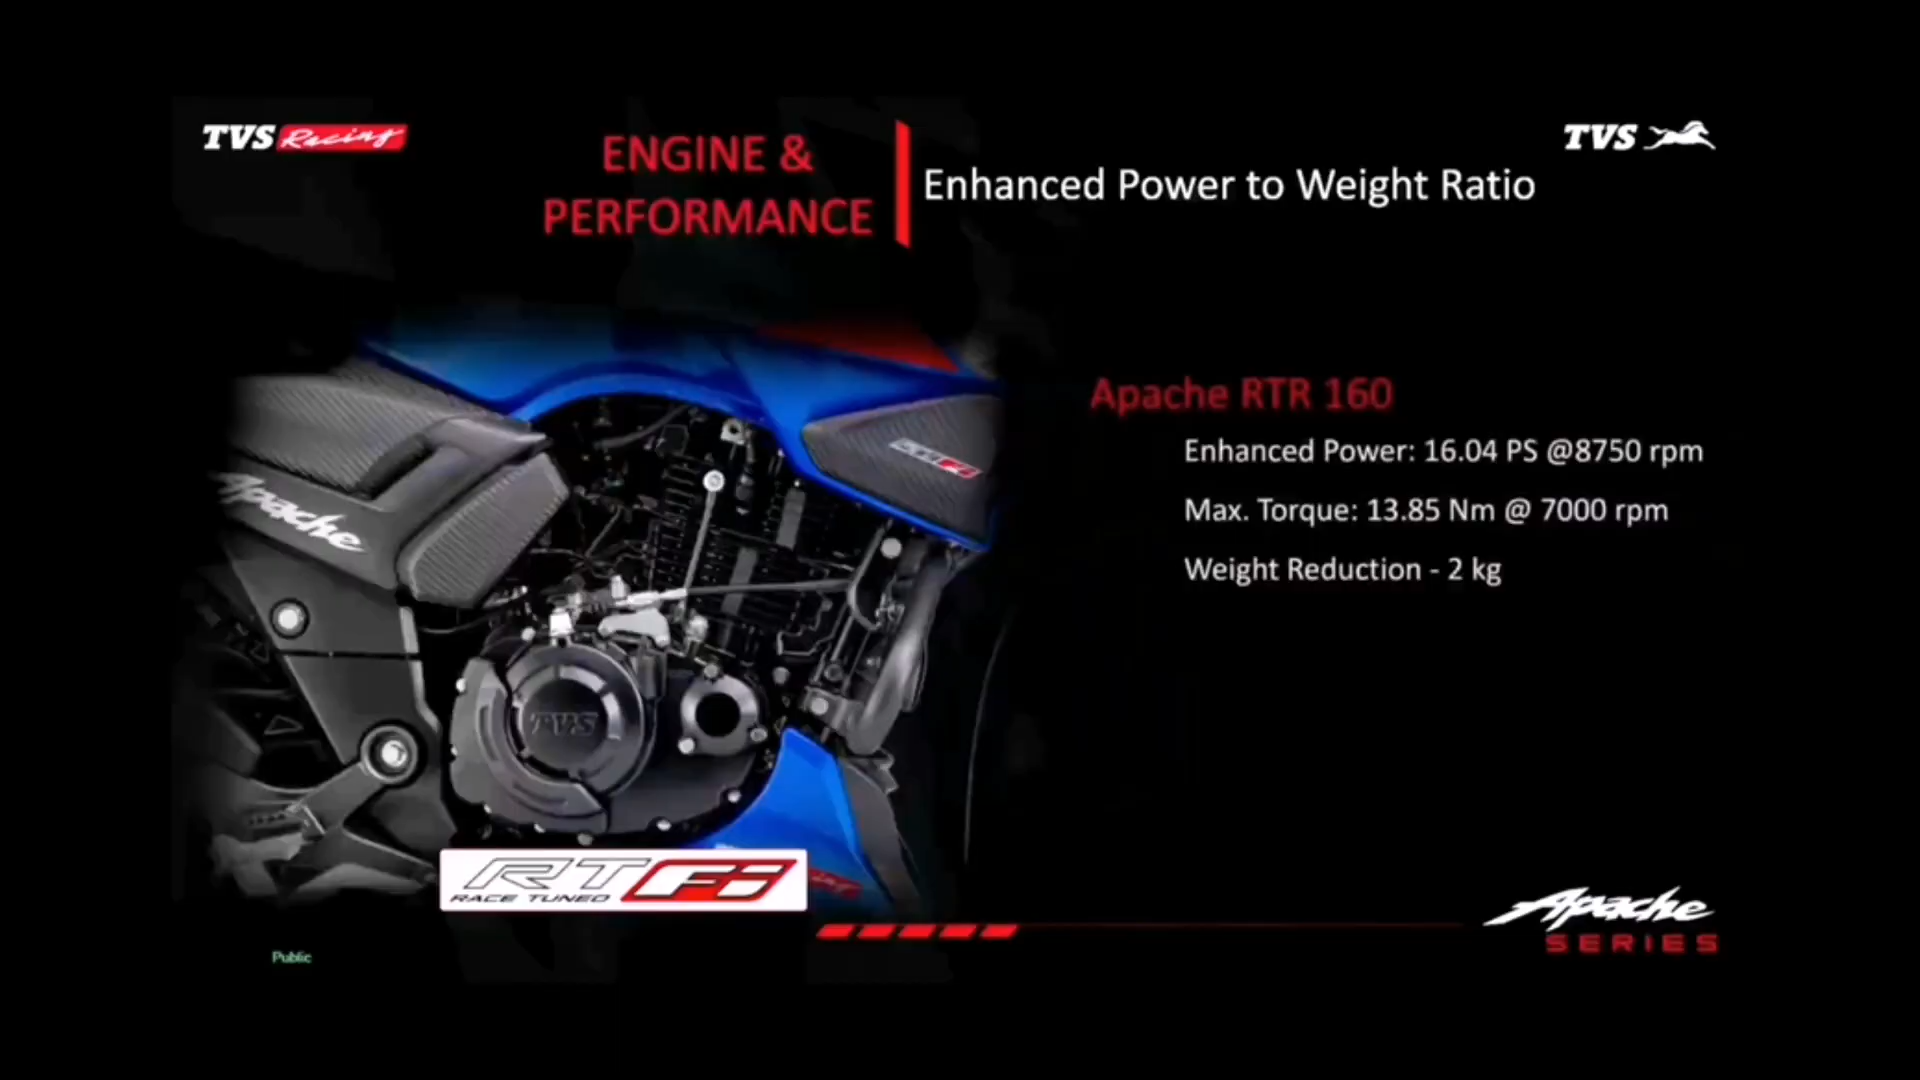 TVS Racing
TVS
ENGINE &
PERFORMANCE
Enhanced Power to Weight Ratio
Apache RTR 160
Enhanced Power: 16.04 PS @8750 rpm
Max. Torque: 13.85 Nm @ 7000 rpm
Weight Reduction - 2 kg
Apache
TVS
RT Fi
RACE TUNED
Apache
SERIES
Public